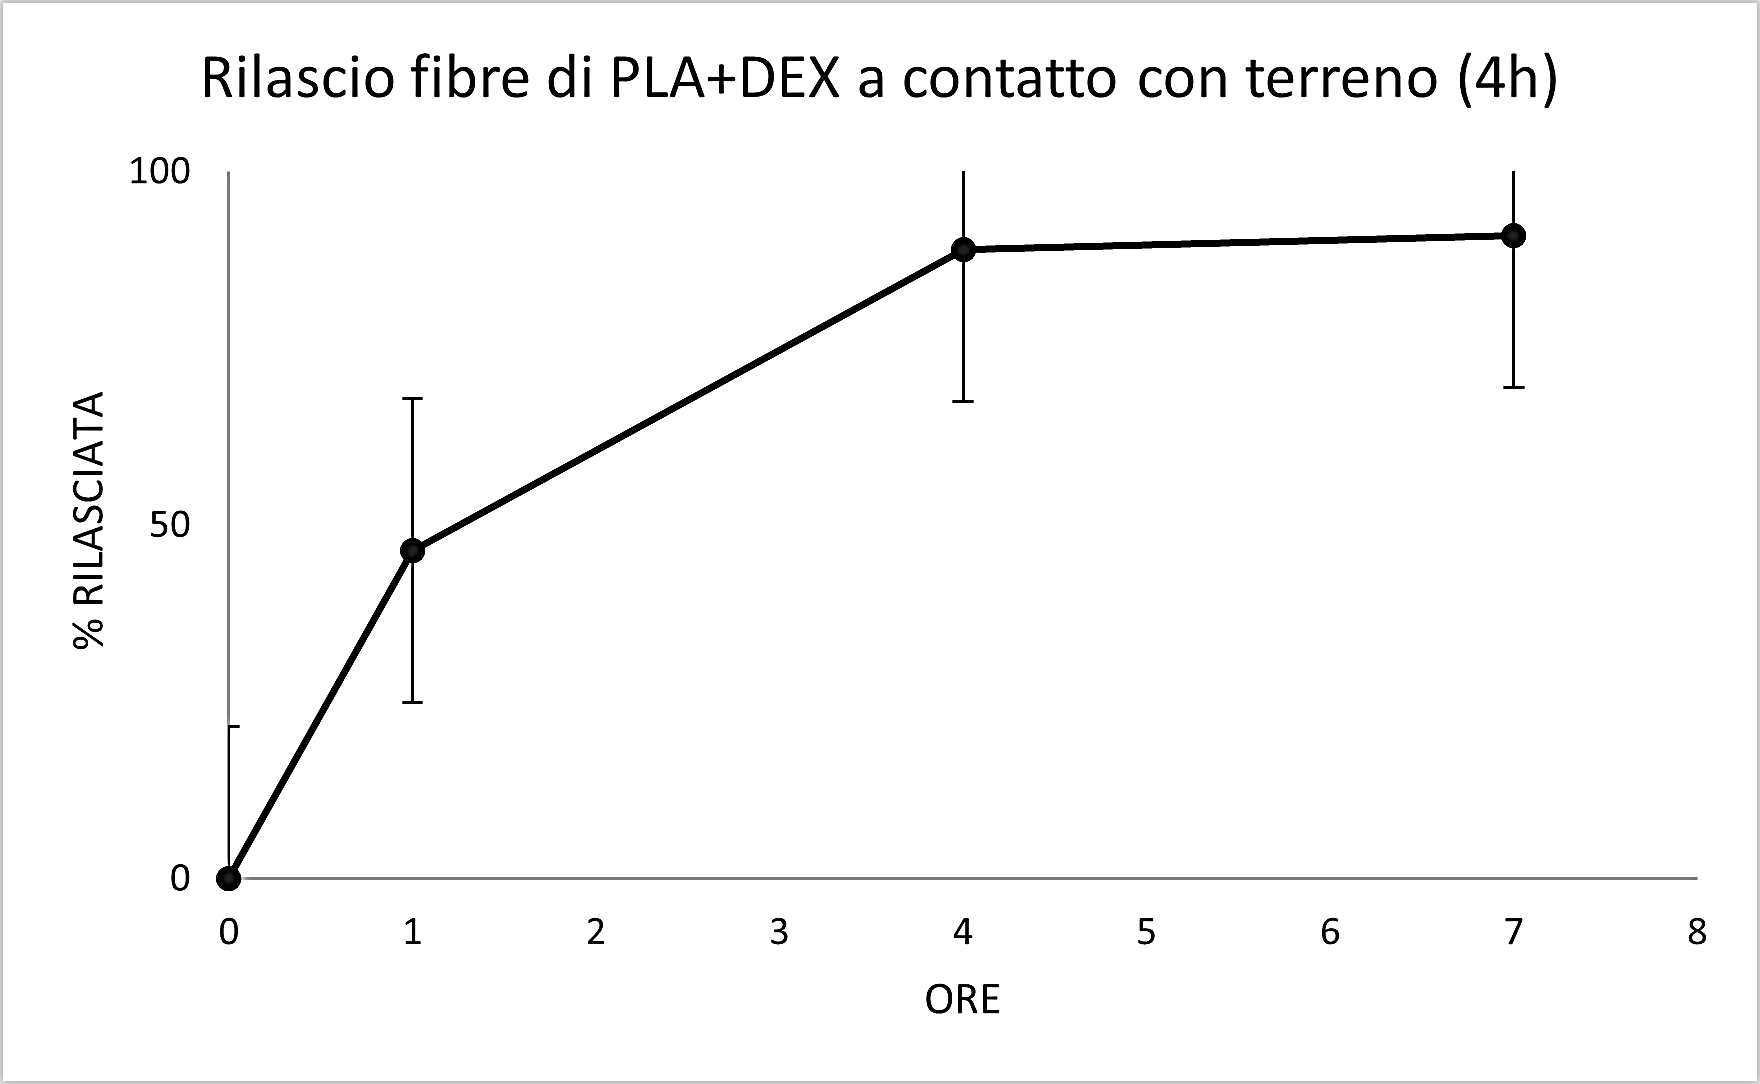 Rilascio fibre di PLA+DEX a contatto con terreno (4h)
100
50
0
% RILASCIATA
0 1 2 3 4 5 6 7 8
ORE